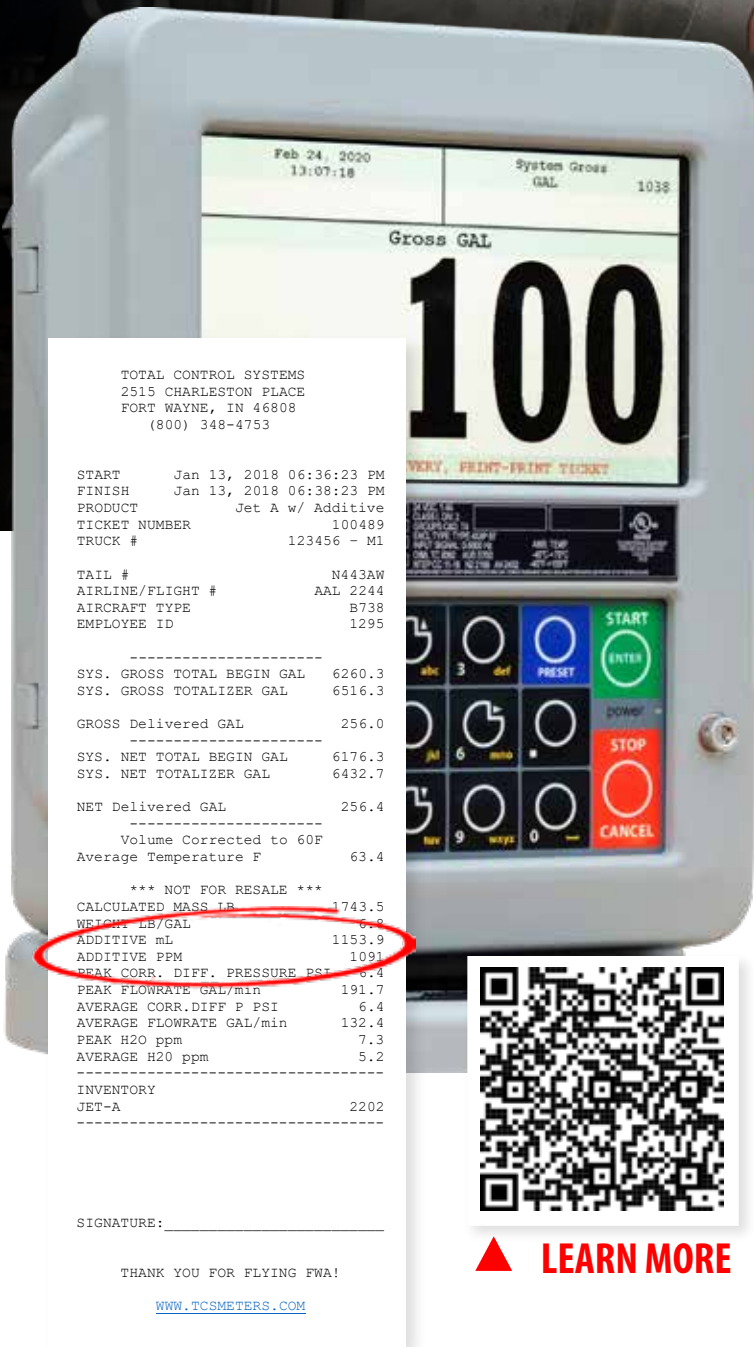 Feb 24, 2020
13:07:18
System Gross
GAL 1038
Gross GAL
100
VERY, PRINT-PRINT TICKET
TOTAL CONTROL SYSTEMS
2515 CHARLESTON PLACE
FORT WAYNE, IN 46808
(800) 348-4753
START Jan 13, 2018 06:36:23 PM
FINISH Jan 13, 2018 06:38:23 PM
PRODUCT Jet A w/ Additive
TICKET NUMBER 100489
TRUCK # 123456 - M1
TAIL # N443AW
AIRLINE/FLIGHT # AAL 2244
AIRCRAFT TYPE B738
EMPLOYEE ID 1295
----------------------
SYS. GROSS TOTAL BEGIN GAL 6260.3
SYS. GROSS TOTALIZER GAL 6516.3
GROSS Delivered GAL 256.0
----------------------
SYS. NET TOTAL BEGIN GAL 6176.3
SYS. NET TOTALIZER GAL 6432.7
NET Delivered GAL 256.4
----------------------
Volume Corrected to 60F
Average Temperature F 63.4
*** NOT FOR RESALE ***
CALCULATED MASS LB 1743.5
WEIGHT LB/GAL 6.8
ADDITIVE mL 1153.9
ADDITIVE PPM 1091
PEAK CORR. DIFF. PRESSURE PSI 6.4
PEAK FLOWRATE GAL/min 191.7
AVERAGE CORR.DIFF P PSI 6.4
AVERAGE FLOWRATE GAL/min 132.4
PEAK H2O ppm 7.3
AVERAGE H20 ppm 5.2
-----------------------------------
INVENTORY
JET-A 2202
-----------------------------------
SIGNATURE:_________________________
THANK YOU FOR FLYING FWA!
WWW.TCSMETERS.COM
abc 3 def PRESET START ENTER
power
jkl 6 mno . STOP
tuv 9 wxyz 0 CANCEL
LEARN MORE